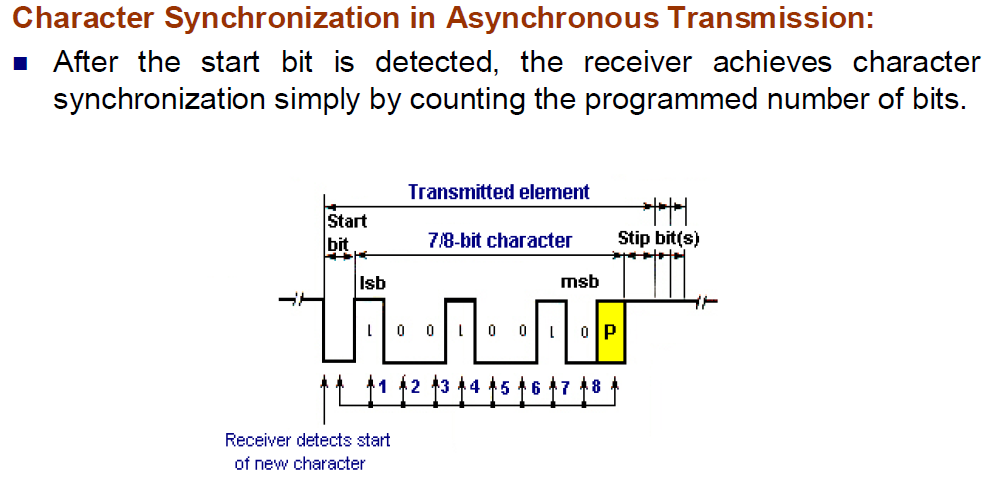 Character Synchronization in Asynchronous Transmission:
After the start bit is detected, the receiver achieves character
synchronization simply by counting the programmed number of bits.
Transmitted element
Start
bit
7/8-bit character
Stip bit(s)
lsb
msb
1 0 0 1 0 0 1 0 P
1 2 3 4 5 6 7 8
Receiver detects start
of new character